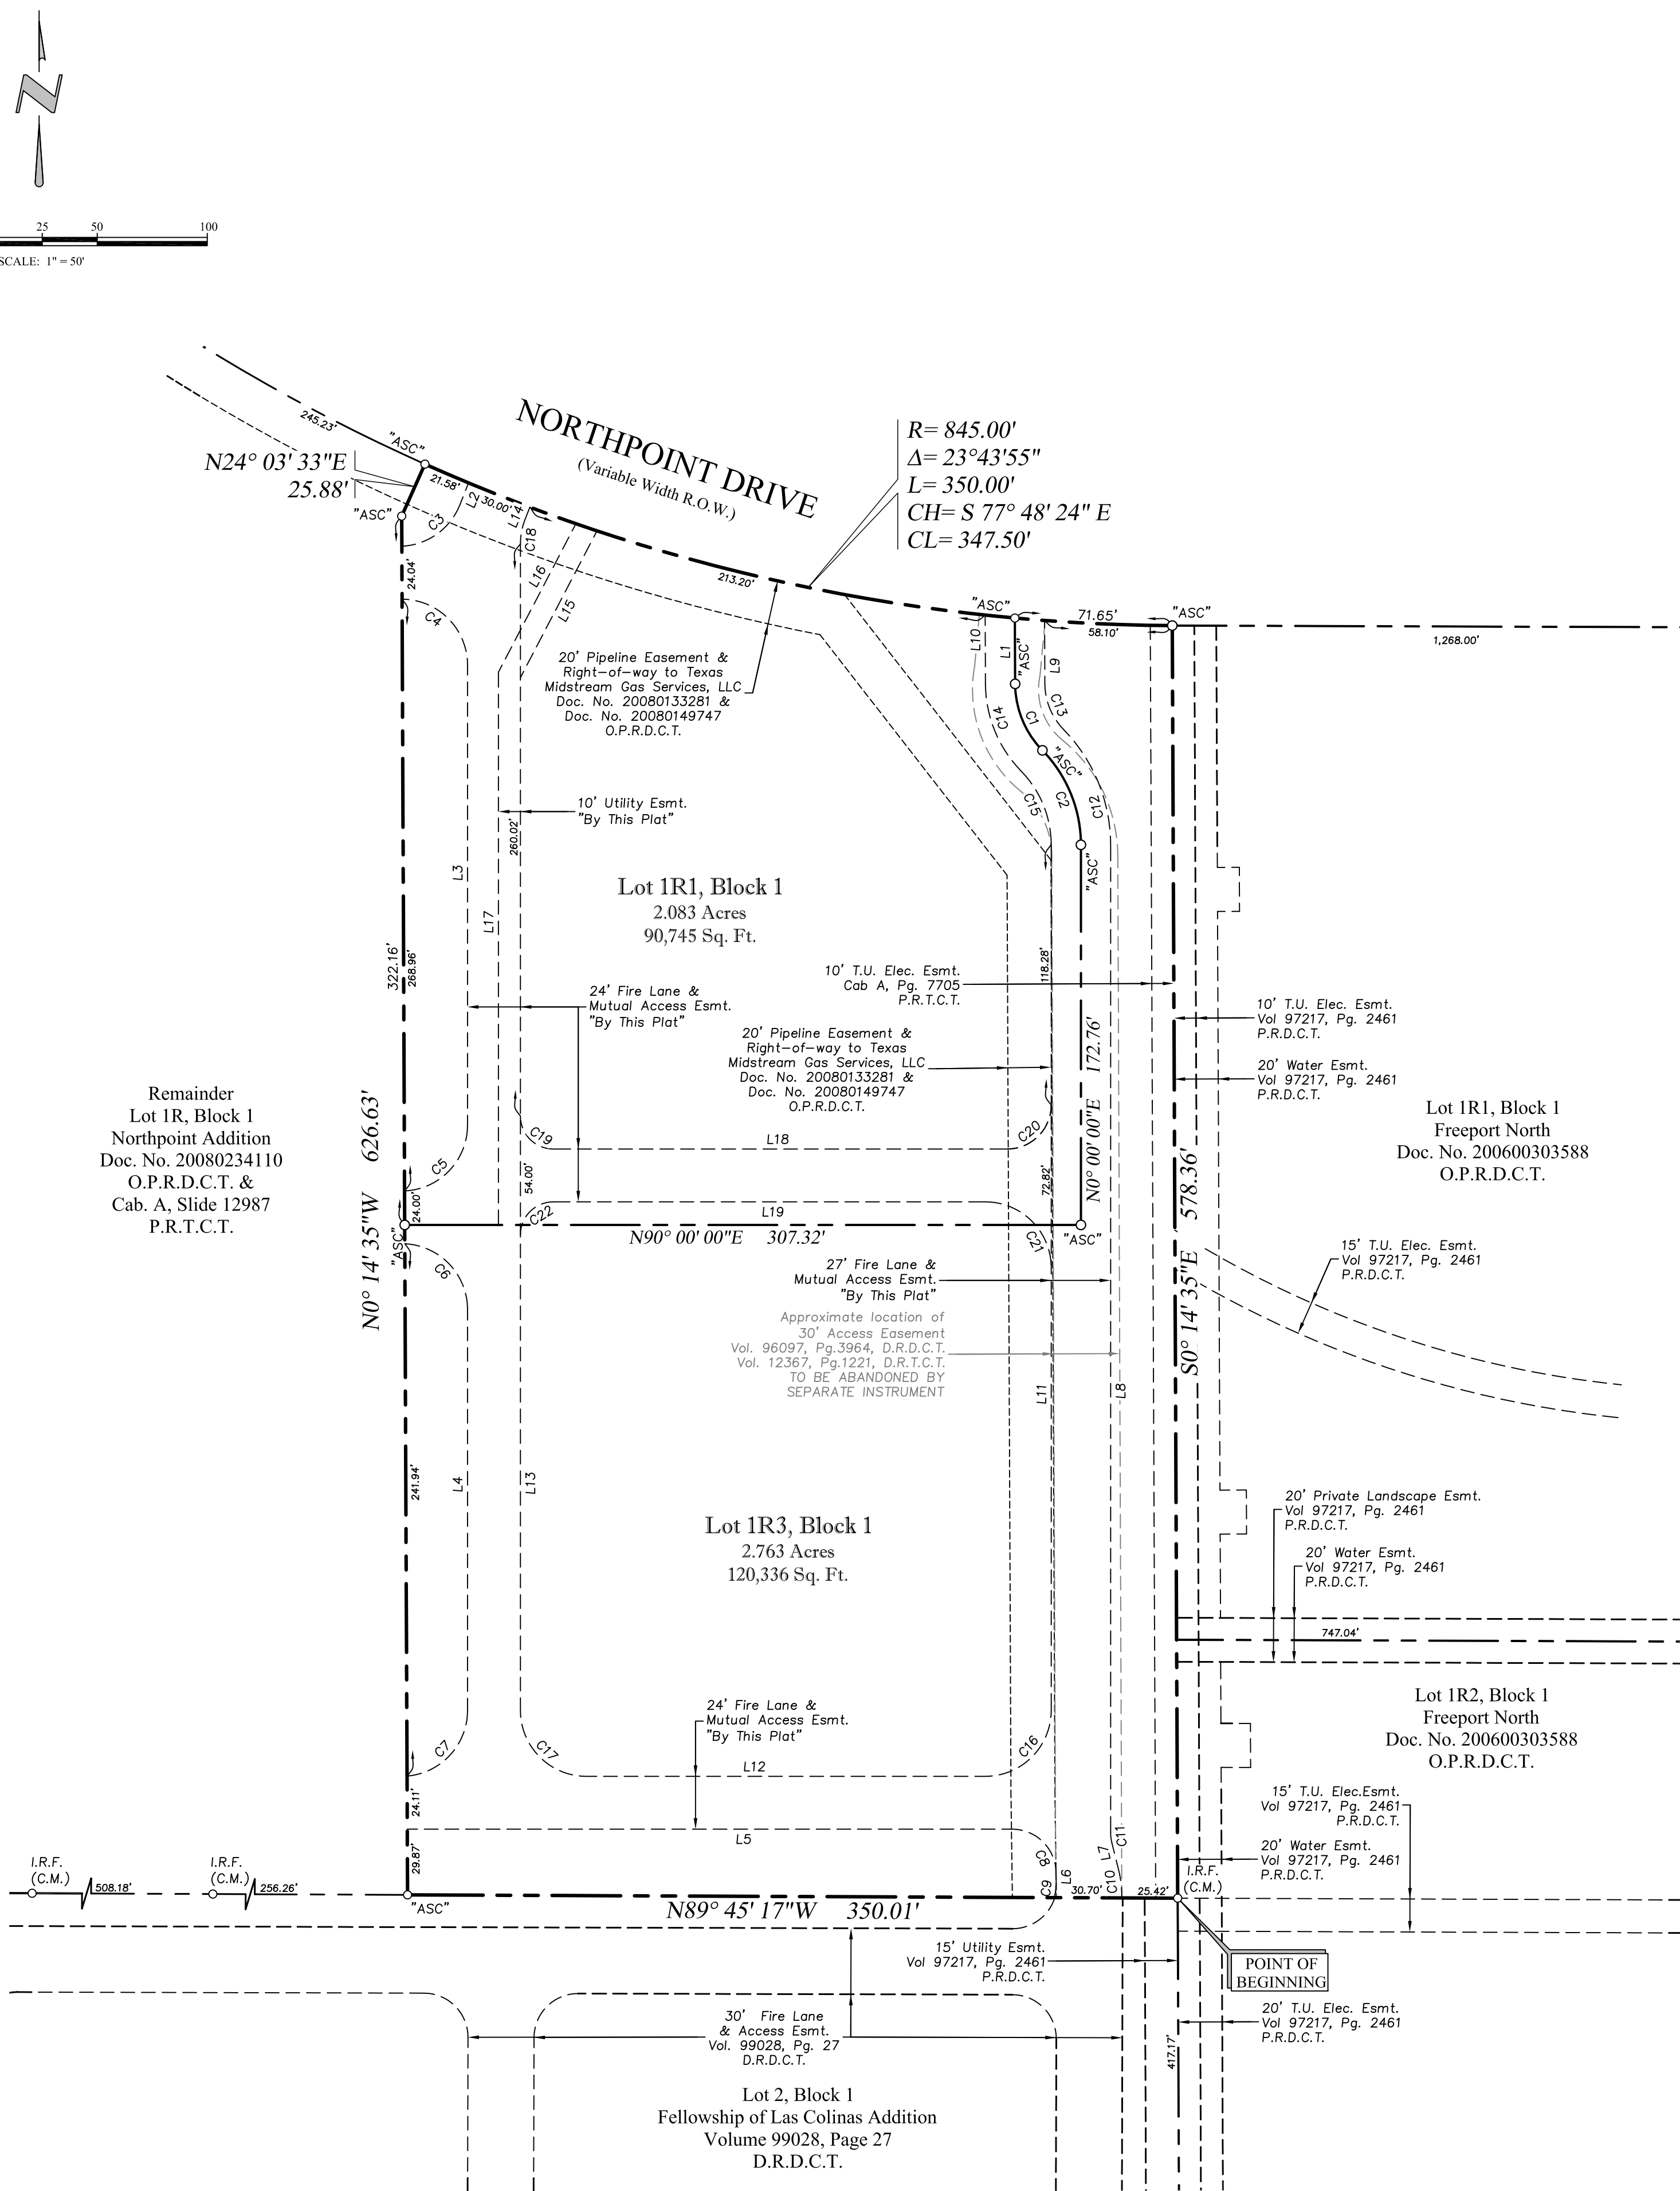 N
25
50
100
SCALE: 1" = 50'
245.23'
"ASC"
N24° 03' 33"E
25.88'
"ASC"
NORTHPOINT DRIVE
(Variable Width R.O.W.)
R= 845.00'
Δ= 23°43'55"
L= 350.00'
CH= S 77° 48' 24" E
CL= 347.50'
21.58'
L2
30.00'
L14
C3
C18
24.04'
L16
L15
213.20'
"ASC"
71.65'
58.10'
"ASC"
1,268.00'
C4
L10
L1
"ASC"
L9
20' Pipeline Easement &
Right-of-way to Texas
Midstream Gas Services, LLC
Doc. No. 20080133281 &
Doc. No. 20080149747
O.P.R.D.C.T.
C14
C1
C13
"ASC"
C15
C2
C12
"ASC"
10' Utility Esmt.
"By This Plat"
260.02'
L3
L17
Lot 1R1, Block 1
2.083 Acres
90,745 Sq. Ft.
322.16'
268.96'
118.28'
10' T.U. Elec. Esmt.
Cab A, Pg. 7705
P.R.T.C.T.
24' Fire Lane &
Mutual Access Esmt.
"By This Plat"
10' T.U. Elec. Esmt.
Vol 97217, Pg. 2461
P.R.D.C.T.
20' Pipeline Easement &
Right-of-way to Texas
Midstream Gas Services, LLC
Doc. No. 20080133281 &
Doc. No. 20080149747
O.P.R.D.C.T.
20' Water Esmt.
Vol 97217, Pg. 2461
P.R.D.C.T.
N0° 00' 00"E 172.76'
Remainder
Lot 1R, Block 1
Northpoint Addition
Doc. No. 20080234110
O.P.R.D.C.T. &
Cab. A, Slide 12987
P.R.T.C.T.
N0° 14' 35"W 626.63'
Lot 1R1, Block 1
Freeport North
Doc. No. 200600303588
O.P.R.D.C.T.
C19
L18
C20
C5
54.00'
72.82'
24.00'
L19
C22
C21
"ASC"
N90° 00' 00"E 307.32'
"ASC"
S0° 14' 35"E 578.36'
C6
27' Fire Lane &
Mutual Access Esmt.
"By This Plat"
15' T.U. Elec. Esmt.
Vol 97217, Pg. 2461
P.R.D.C.T.
Approximate location of
30' Access Easement
Vol. 96097, Pg.3964, D.R.D.C.T.
Vol. 12367, Pg.1221, D.R.T.C.T.
TO BE ABANDONED BY
SEPARATE INSTRUMENT
L11
L8
241.94'
L4
L13
Lot 1R3, Block 1
2.763 Acres
120,336 Sq. Ft.
20' Private Landscape Esmt.
Vol 97217, Pg. 2461
P.R.D.C.T.
20' Water Esmt.
Vol 97217, Pg. 2461
P.R.D.C.T.
747.04'
24' Fire Lane &
Mutual Access Esmt.
"By This Plat"
Lot 1R2, Block 1
Freeport North
Doc. No. 200600303588
O.P.R.D.C.T.
C7
C17
L12
C16
24.11'
15' T.U. Elec.Esmt.
Vol 97217, Pg. 2461
P.R.D.C.T.
L5
C11
29.87'
C8
L7
20' Water Esmt.
Vol 97217, Pg. 2461
P.R.D.C.T.
I.R.F.
(C.M.)
508.18'
I.R.F.
(C.M.)
256.26'
"ASC"
N89° 45' 17"W 350.01'
C9
L6
30.70'
C10
25.42'
I.R.F.
(C.M.)
15' Utility Esmt.
Vol 97217, Pg. 2461
P.R.D.C.T.
POINT OF
BEGINNING
30' Fire Lane
& Access Esmt.
Vol. 99028, Pg. 27
D.R.D.C.T.
20' T.U. Elec. Esmt.
Vol 97217, Pg. 2461
P.R.D.C.T.
417.17'
Lot 2, Block 1
Fellowship of Las Colinas Addition
Volume 99028, Page 27
D.R.D.C.T.